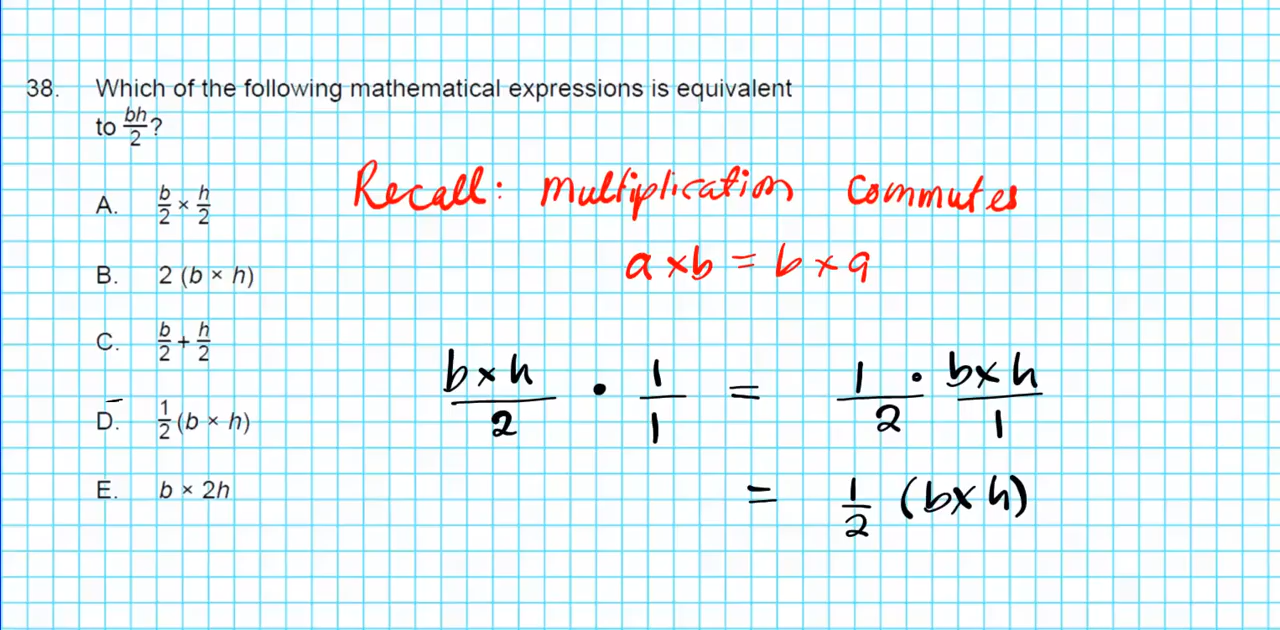 38. Which of the following mathematical expressions is equivalent
to bh/2?
Recall: multiplication commutes
A. b/2 × h/2
a × b = b × a
B. 2 (b × h)
C. b/2 + h/2
b × h/2 • 1/1 = 1/2 • b × h/1
D. 1/2 (b × h)
E. b × 2h
= 1/2 (b × h)